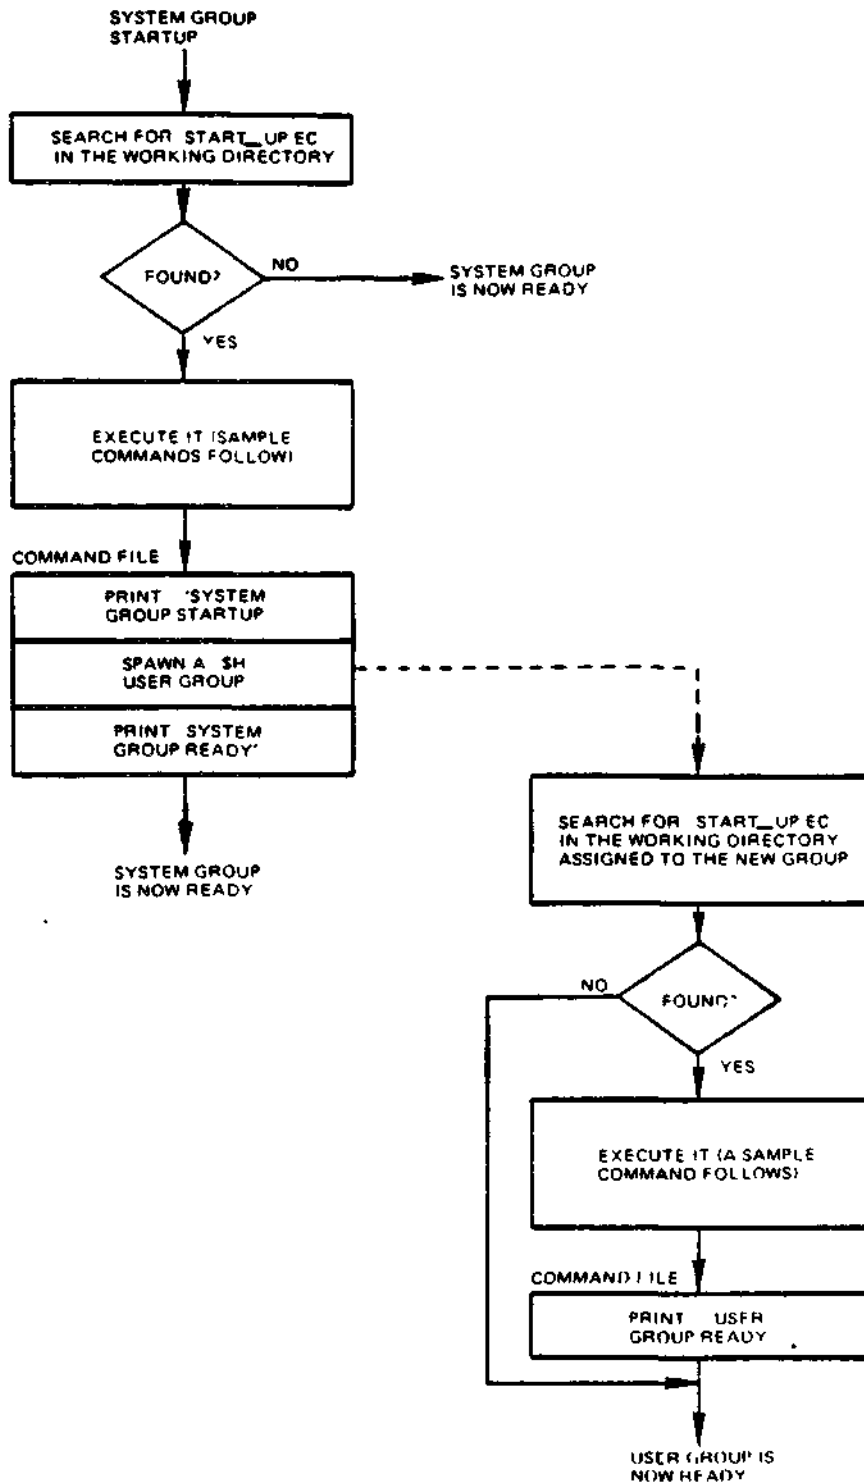 SYSTEM GROUP
STARTUP
SEARCH FOR START_UP EC
IN THE WORKING DIRECTORY
FOUND?
NO
SYSTEM GROUP
IS NOW READY
YES
EXECUTE IT (SAMPLE
COMMANDS FOLLOW)
COMMAND FILE
PRINT 'SYSTEM
GROUP STARTUP
SPAWN A $H
USER GROUP
PRINT SYSTEM
GROUP READY'
SYSTEM GROUP
IS NOW READY
SEARCH FOR START_UP EC
IN THE WORKING DIRECTORY
ASSIGNED TO THE NEW GROUP
NO
FOUND?
YES
EXECUTE IT (A SAMPLE
COMMAND FOLLOWS)
COMMAND FILE
PRINT USER
GROUP READY
USER GROUP IS
NOW READY